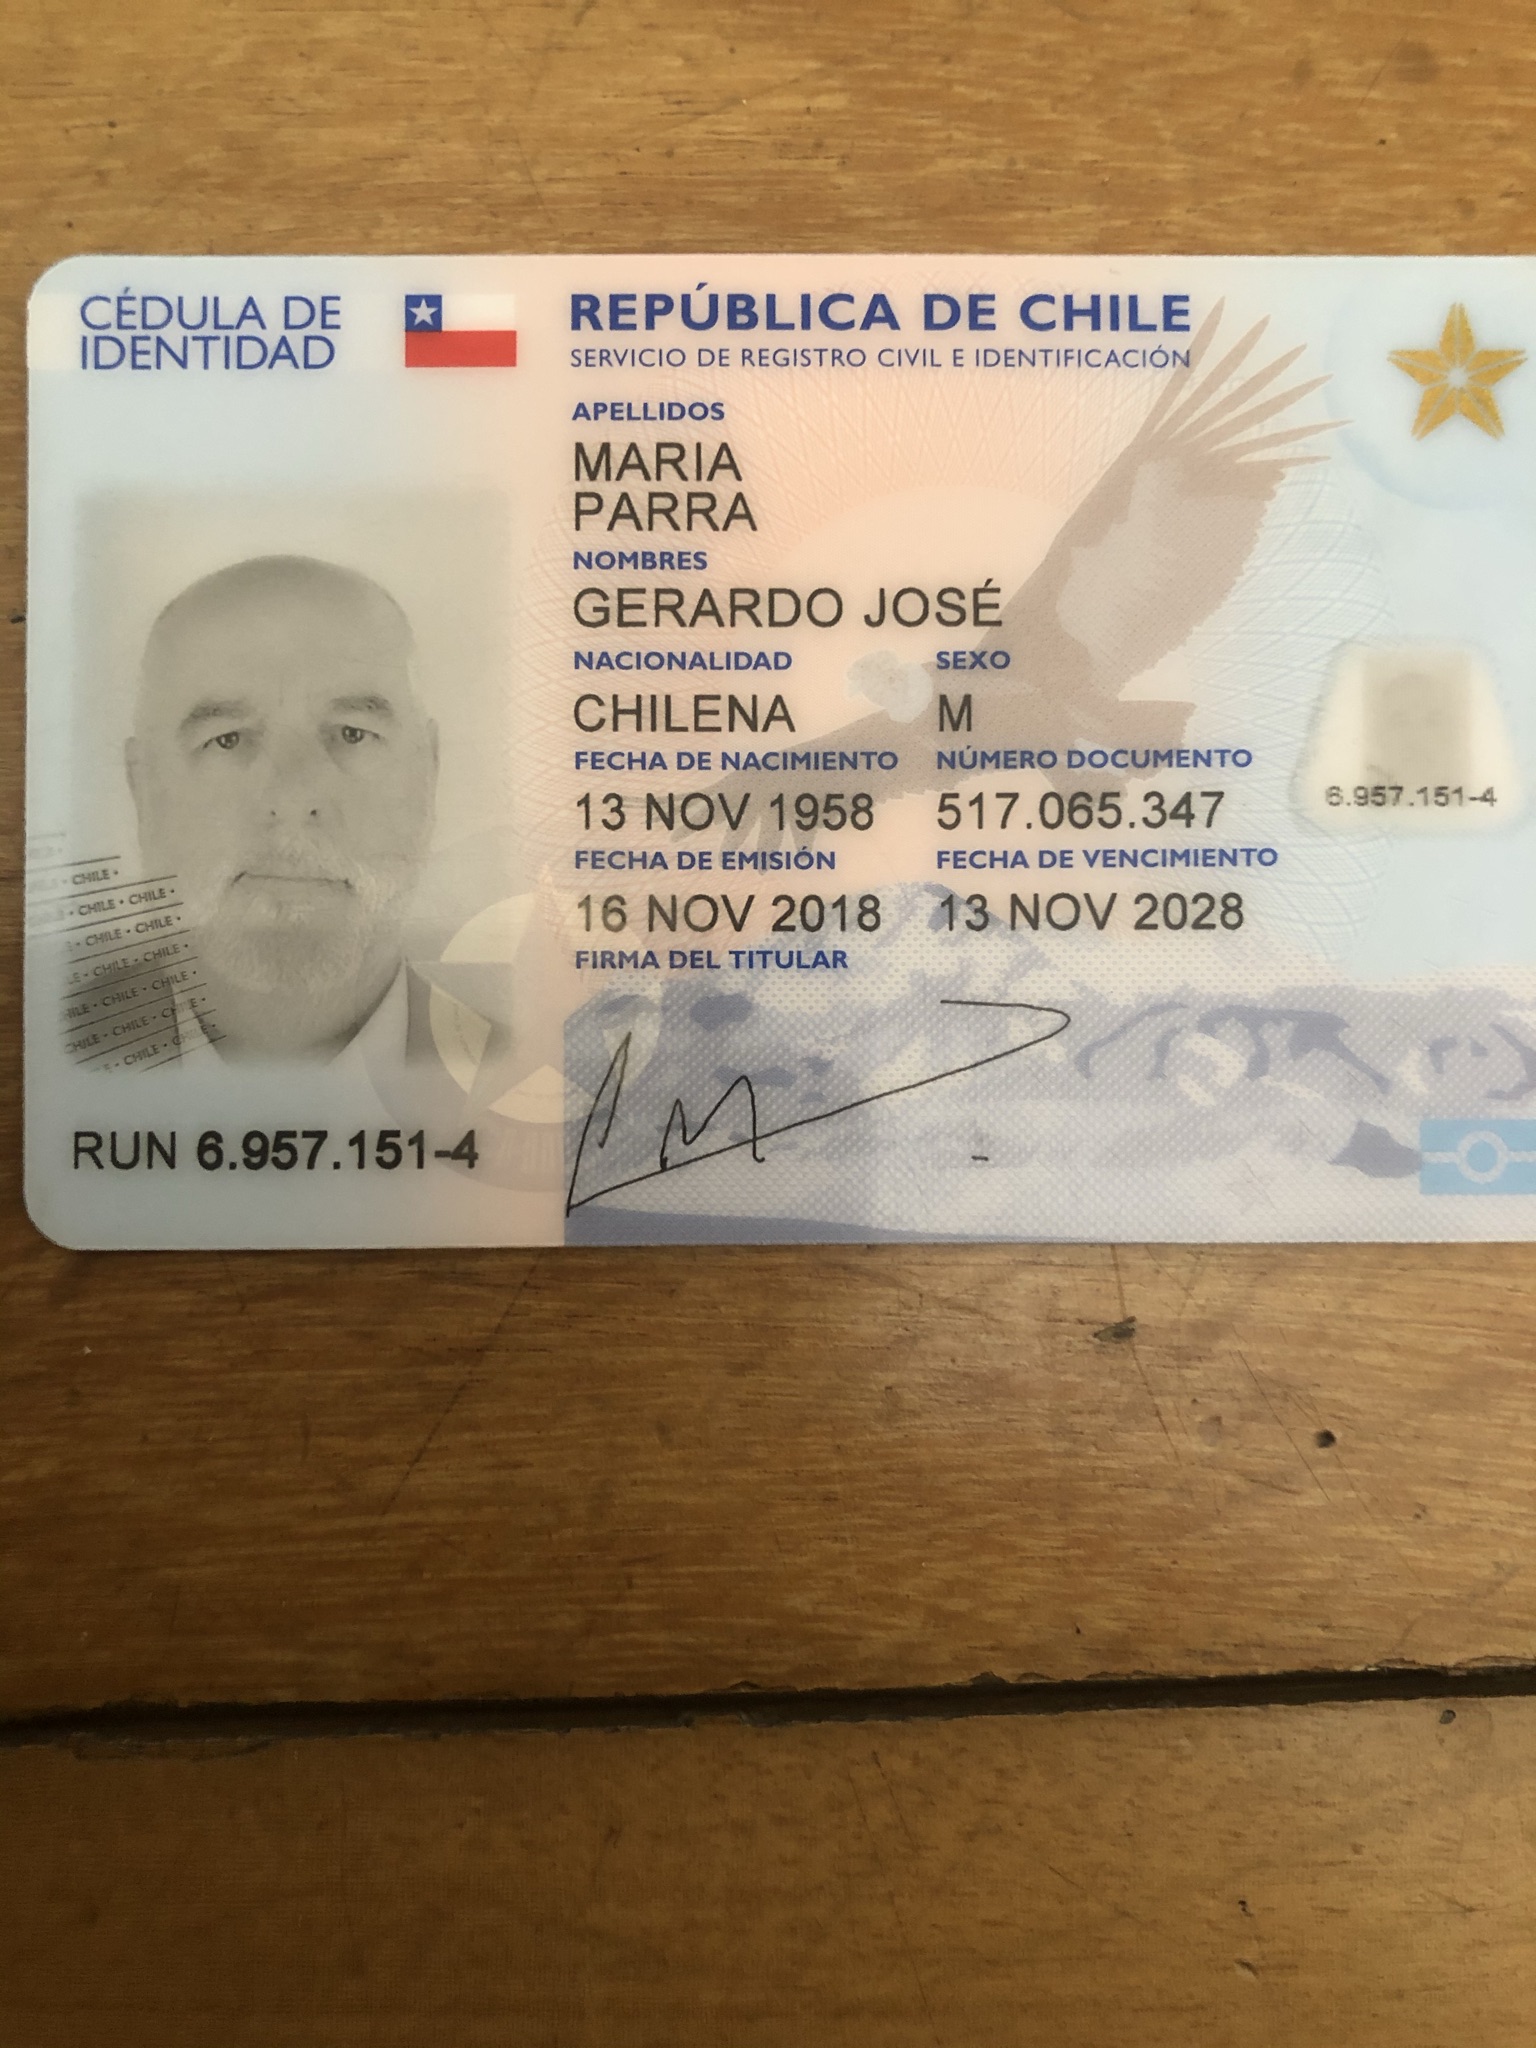 CÉDULA DE
IDENTIDAD
REPÚBLICA DE CHILE
SERVICIO DE REGISTRO CIVIL E IDENTIFICACIÓN
APELLIDOS
MARIA
PARRA
NOMBRES
GERARDO JOSÉ
NACIONALIDAD SEXO
CHILENA M
FECHA DE NACIMIENTO NÚMERO DOCUMENTO
13 NOV 1958 517.065.347
6.957.151-4
FECHA DE EMISIÓN FECHA DE VENCIMIENTO
16 NOV 2018 13 NOV 2028
FIRMA DEL TITULAR
CHILE •
• CHILE • CHILE •
• CHILE • CHILE •
• CHILE • CHILE •
• CHILE • CHILE •
CHILE • CHILE • CHILE •
CHILE • CHILE • CHILE •
• CHILE • CHILE
RUN 6.957.151-4